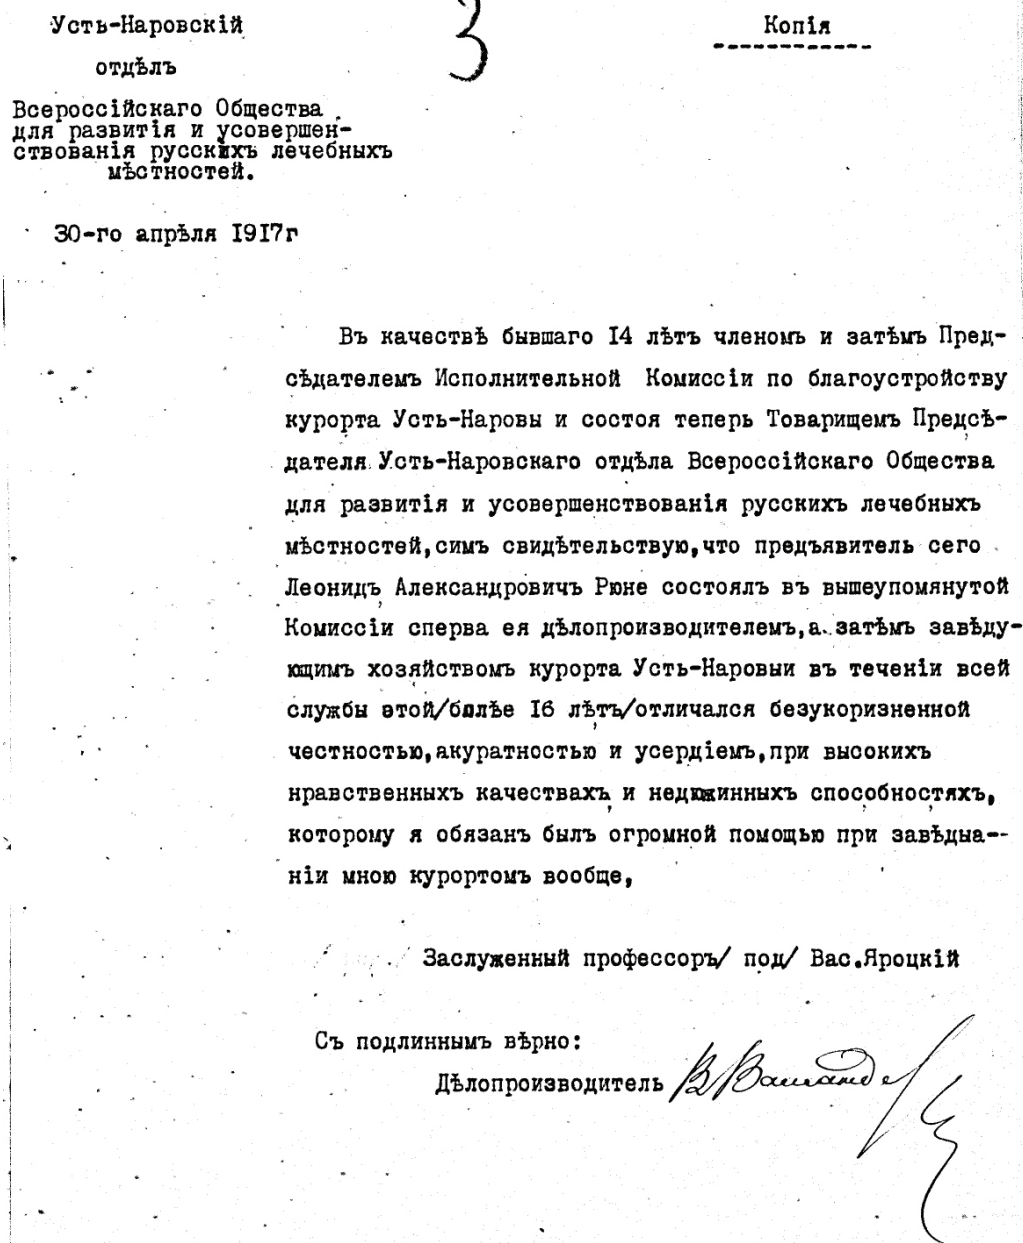 Усть-Наровскій
отдѣлъ
Всероссійскаго Общества
для развитія и усовершен-
ствованія русскихъ лечебныхъ
мѣстностей.
30-го апрѣля 1917г
3
Копія
Въ качествѣ бывшаго 14 лѣтъ членомъ и затѣмъ Пред-
сѣдателемъ Исполнительной Комиссіи по благоустройству
курорта Усть-Наровы и состоя теперь Товарищемъ Предсѣ-
дателя Усть-Наровскаго отдѣла Всероссійскаго Общества
для развитія и усовершенствованія русскихъ лечебныхъ
мѣстностей,симъ свидѣтельствую,что предъявитель сего
Леонидъ Александровичъ Рюне состоялъ въ вышеупомянутой
Комиссіи сперва ея дѣлопроизводителемъ,а затѣмъ завѣду-
ющимъ хозяйствомъ курорта Усть-Наровыи въ теченіи всей
службы этой/болѣе 16 лѣтъ/отличался безукоризненной
честностью,акуратностью и усердіемъ,при высокихъ
нравственныхъ качествахъ и недюжинныхъ способностяхъ,
которому я обязанъ былъ огромной помощью при завѣдыа--
ніи мною курортомъ вообще,
Заслуженный профессоръ/ под/ Вас.Яроцкій
Съ подлиннымъ вѣрно:
Дѣлопроизводитель